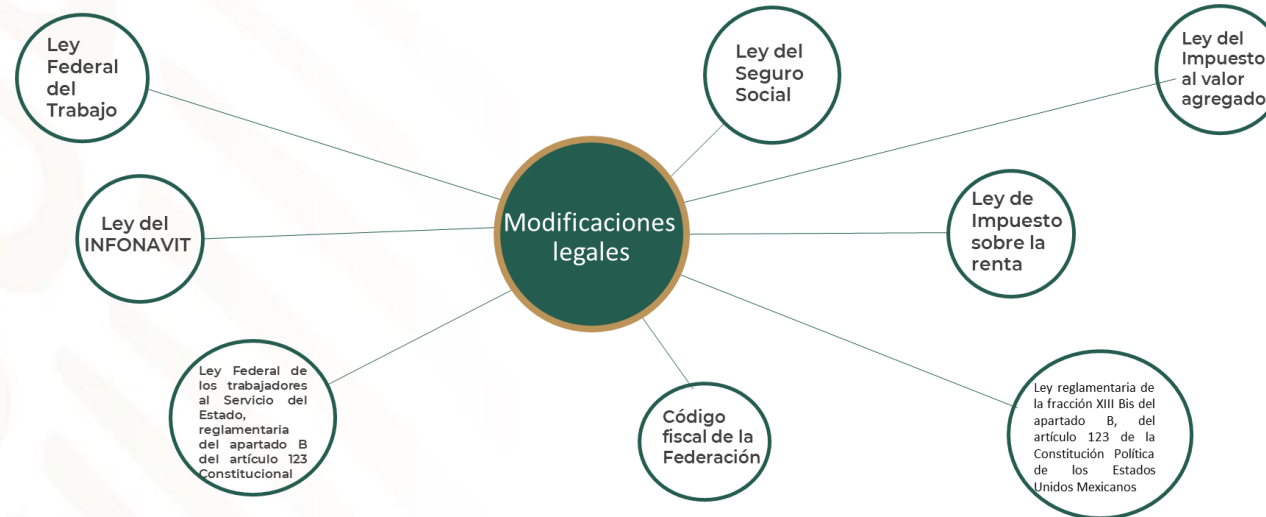 Ley
Federal
del
Trabajo
Ley del
Seguro
Social
Ley del
Impuesto
al valor
agregado
Ley del
INFONAVIT
Modificaciones
legales
Ley de
Impuesto
sobre la
renta
Ley Federal de
los trabajadores
al Servicio del
Estado,
reglamentaria
del apartado B
del artículo 123
Constitucional
Código
fiscal de la
Federación
Ley reglamentaria de
la fracción XIII Bis del
apartado B, del
artículo 123 de la
Constitución Política
de los Estados
Unidos Mexicanos